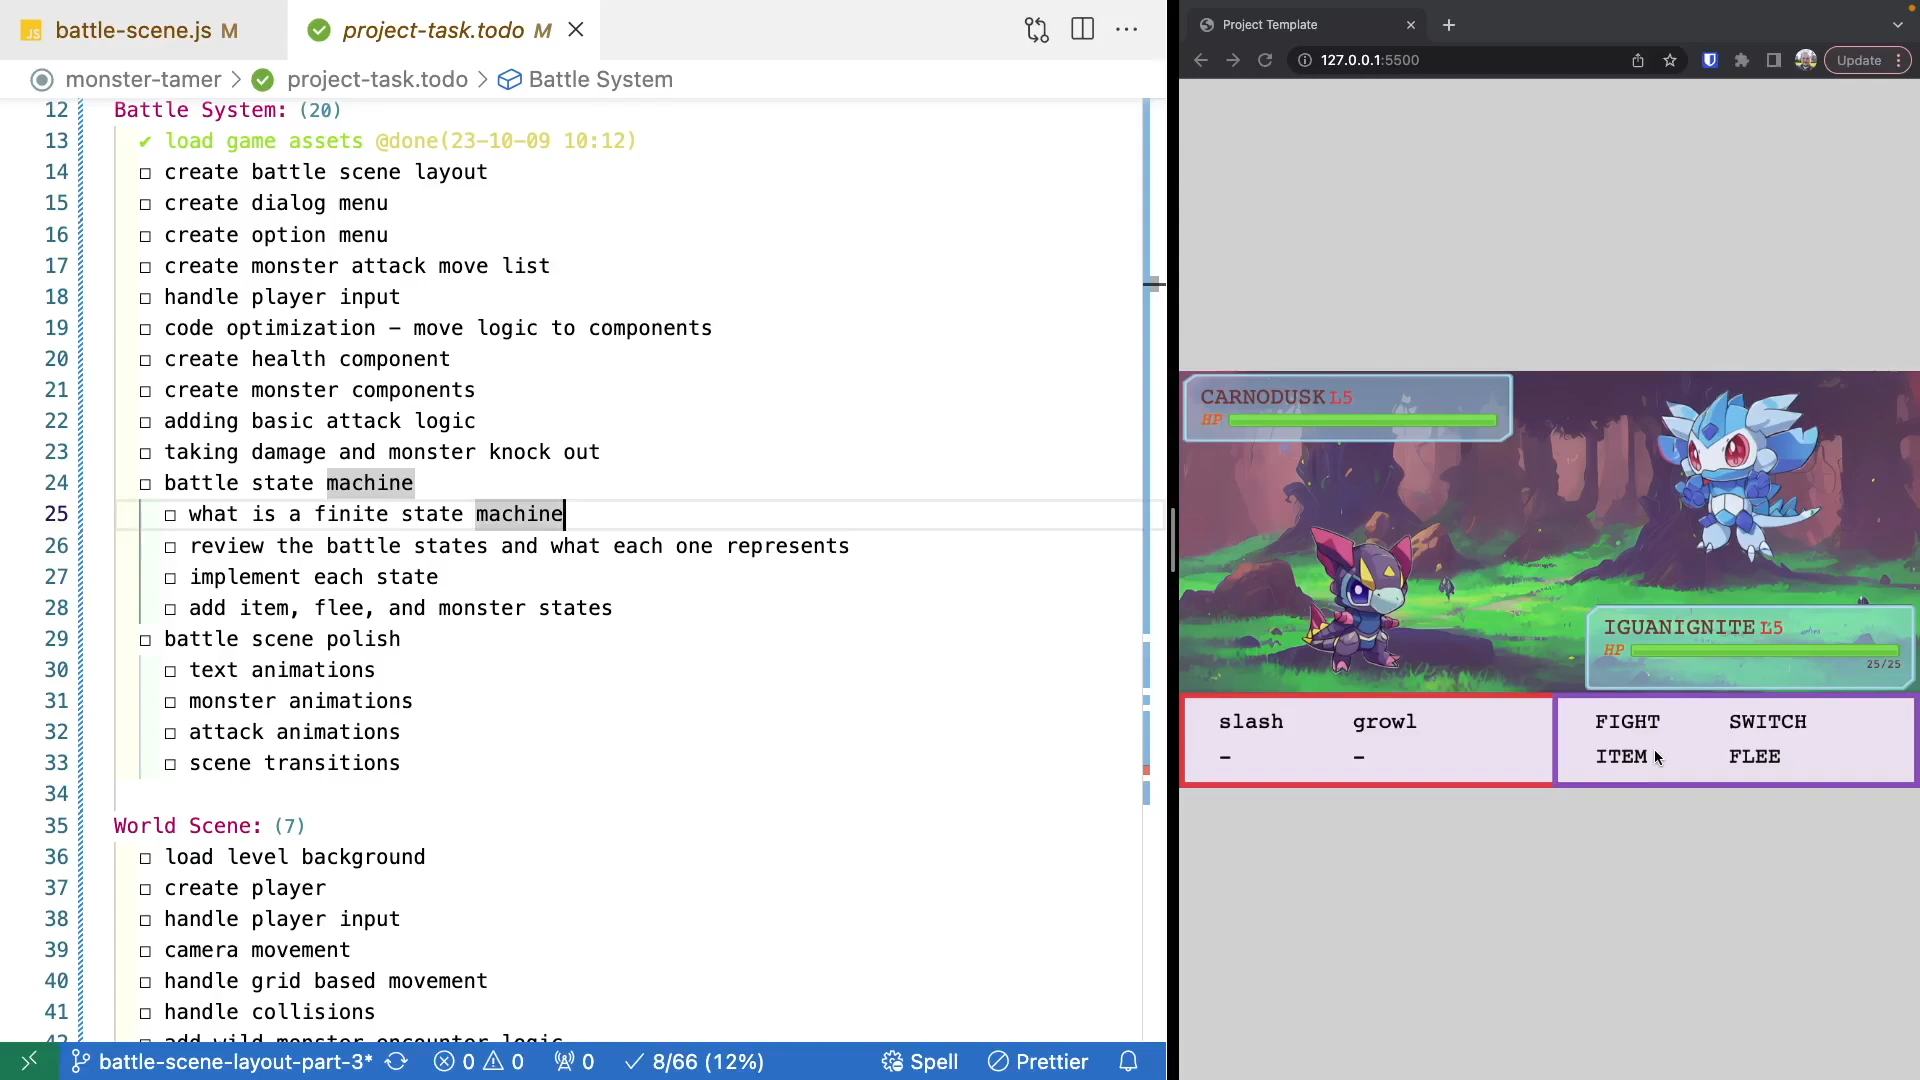 battle-scene.js M
project-task.todo M
monster-tamer > project-task.todo > Battle System
12 Battle System: (20)
13 ✔ load game assets @done(23-10-09 10:12)
14 ☐ create battle scene layout
15 ☐ create dialog menu
16 ☐ create option menu
17 ☐ create monster attack move list
18 ☐ handle player input
19 ☐ code optimization - move logic to components
20 ☐ create health component
21 ☐ create monster components
22 ☐ adding basic attack logic
23 ☐ taking damage and monster knock out
24 ☐ battle state machine
25 ☐ what is a finite state machine
26 ☐ review the battle states and what each one represents
27 ☐ implement each state
28 ☐ add item, flee, and monster states
29 ☐ battle scene polish
30 ☐ text animations
31 ☐ monster animations
32 ☐ attack animations
33 ☐ scene transitions
34
35 World Scene: (7)
36 ☐ load level background
37 ☐ create player
38 ☐ handle player input
39 ☐ camera movement
40 ☐ handle grid based movement
41 ☐ handle collisions
42 ☐ add wild monster encounter logic
battle-scene-layout-part-3* 0 0 0 8/66 (12%) Spell Prettier
Project Template
127.0.0.1:5500 Update
CARNODUSK L5
HP
IGUANIGNITE L5
HP
25/25
slash growl
- -
FIGHT SWITCH
ITEM FLEE